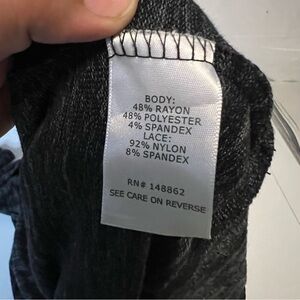 BODY:
48% RAYON
48% POLYESTER
4% SPANDEX
LACE:
92% NYLON
8% SPANDEX
RN# 148862
SEE CARE ON REVERSE